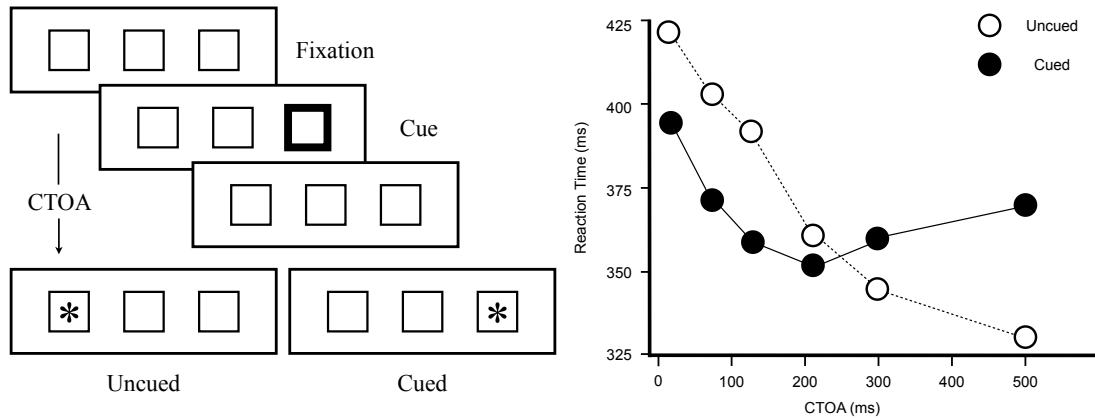 Fixation
Cue
CTOA
*
*
Uncued
Cued
425
400
375
350
325
Reaction Time (ms)
0
100
200
300
400
500
CTOA (ms)
Uncued
Cued